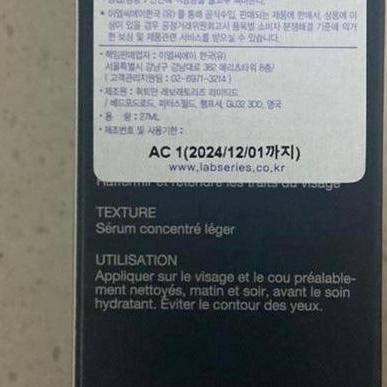 • 이엘씨에이한국 (유) 를 통해 공식수입, 판매되는 제품에 한해서, 상품에 이
상이 있을 경우 공정거래위원회고시 품목별 소비자 분쟁해결 기준에 의거
한 보상 및 제품관련 서비스를 받으실 수 있습니다.
• 책임판매업자 : 이엘씨에이 한국(유)
서울특별시 강남구 강남대로 382 메리츠타워 8층/
( 고객관리지원팀 : 02-6971-3214 )
• 제조원 : 휘트먼 래보래토리즈 리미티드
/ 베드포드로드, 피터스필드, 햄프셔, GU32 3DD, 영국
• 용 량 : 27ML
• 제조번호 및 사용기한 :
AC 1(2024/12/01까지)
www.labseries.co.kr
Raffermir et retendre les traits du visage
TEXTURE
Sérum concentré léger
UTILISATION
Appliquer sur le visage et le cou préalable-
ment nettoyés, matin et soir, avant le soin
hydratant. Éviter le contour des yeux.